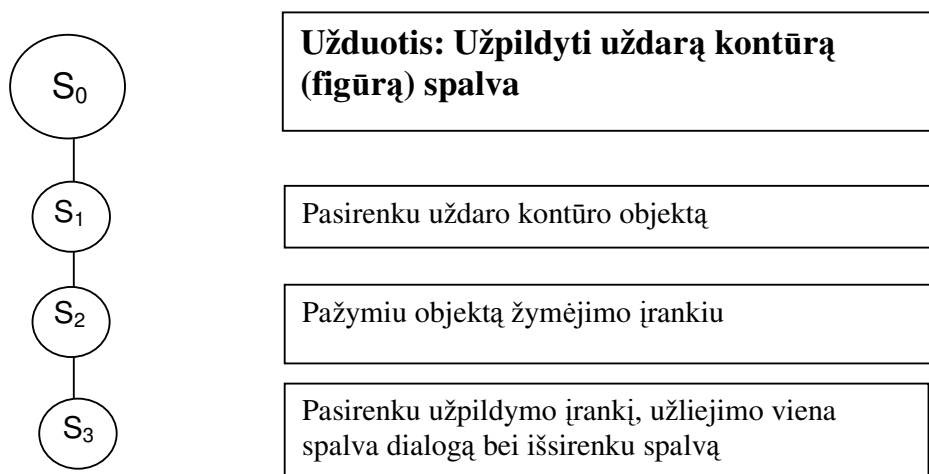 S₀
Užduotis: Užpildyti uždarą kontūrą
(figūrą) spalva
S₁
Pasirenku uždaro kontūro objektą
S₂
Pažymiu objektą žymėjimo įrankiu
S₃
Pasirenku užpildymo įrankį, užliejimo viena
spalva dialogą bei išsirenku spalvą